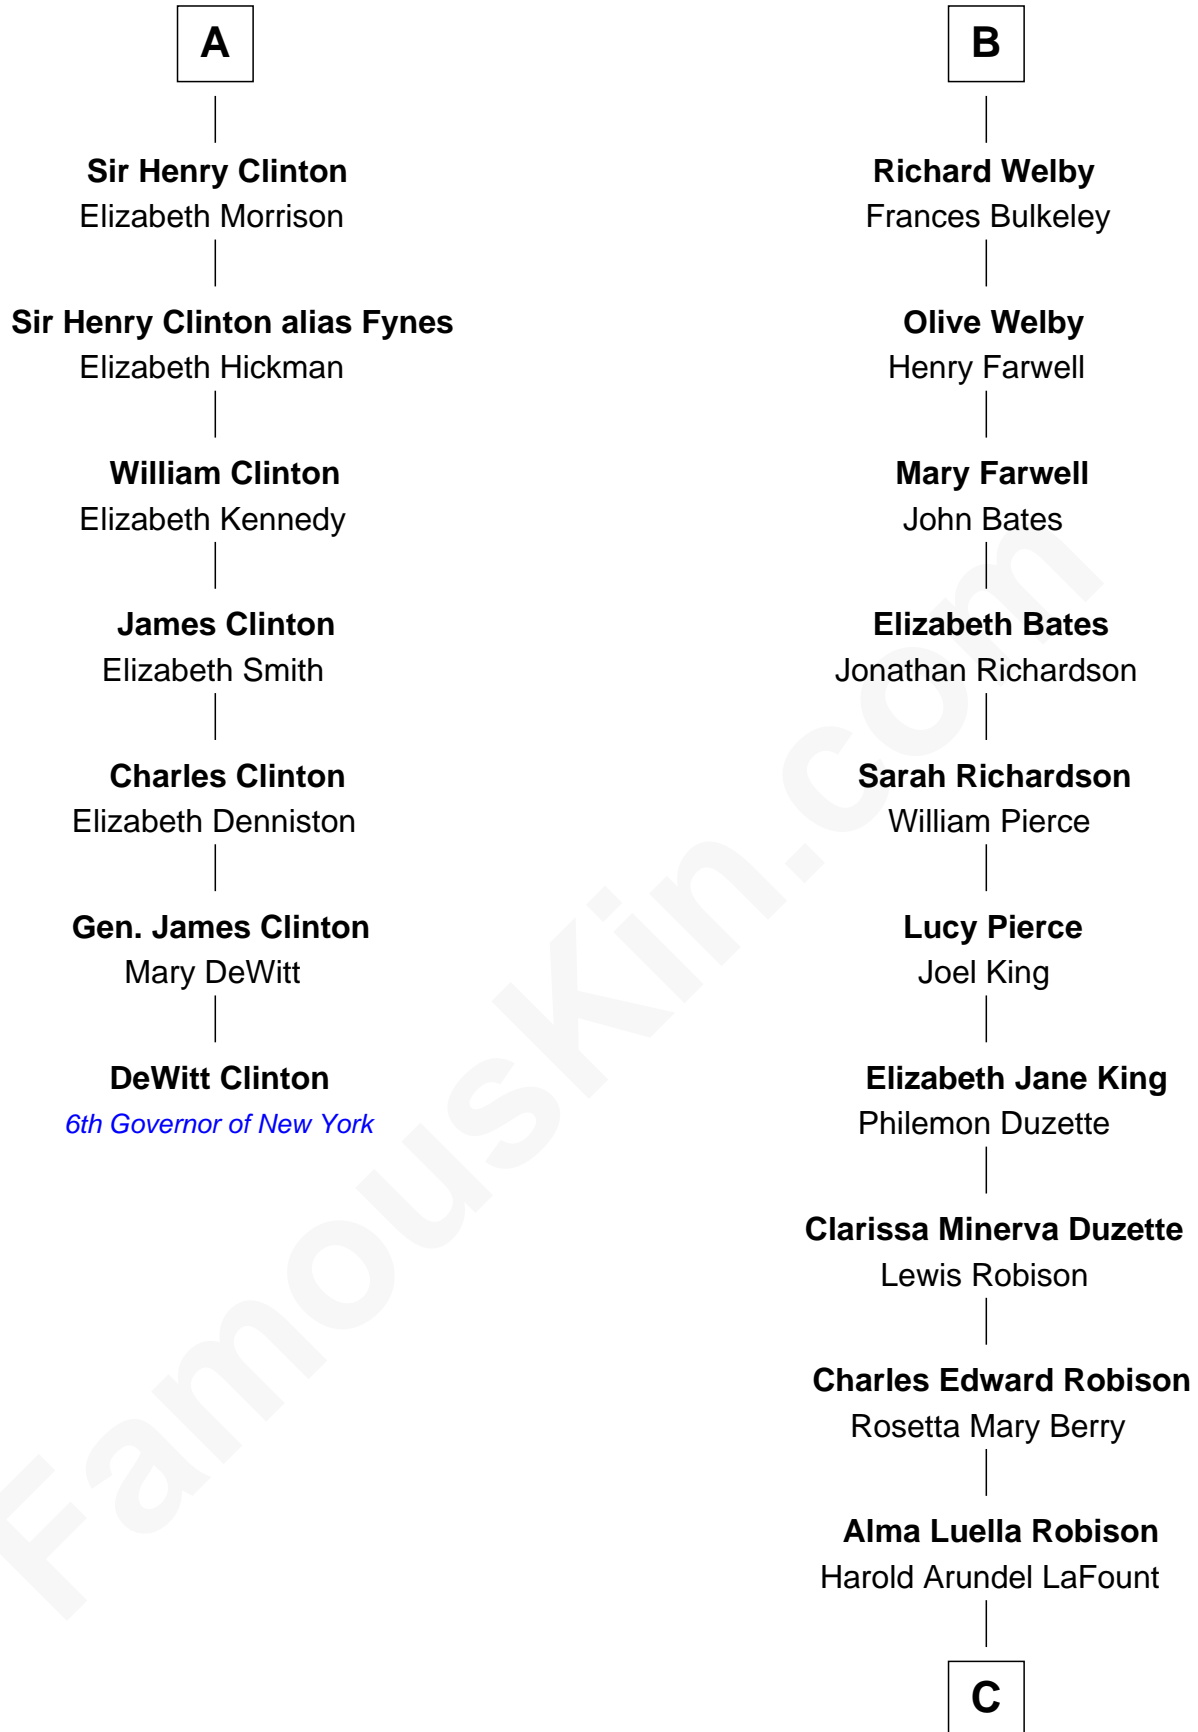 A
Sir Henry Clinton
Elizabeth Morrison
Sir Henry Clinton alias Fynes
Elizabeth Hickman
William Clinton
Elizabeth Kennedy
James Clinton
Elizabeth Smith
Charles Clinton
Elizabeth Denniston
Gen. James Clinton
Mary DeWitt
DeWitt Clinton
6th Governor of New York
B
Richard Welby
Frances Bulkeley
Olive Welby
Henry Farwell
Mary Farwell
John Bates
Elizabeth Bates
Jonathan Richardson
Sarah Richardson
William Pierce
Lucy Pierce
Joel King
Elizabeth Jane King
Philemon Duzette
Clarissa Minerva Duzette
Lewis Robison
Charles Edward Robison
Rosetta Mary Berry
Alma Luella Robison
Harold Arundel LaFount
C
FamousKin.com